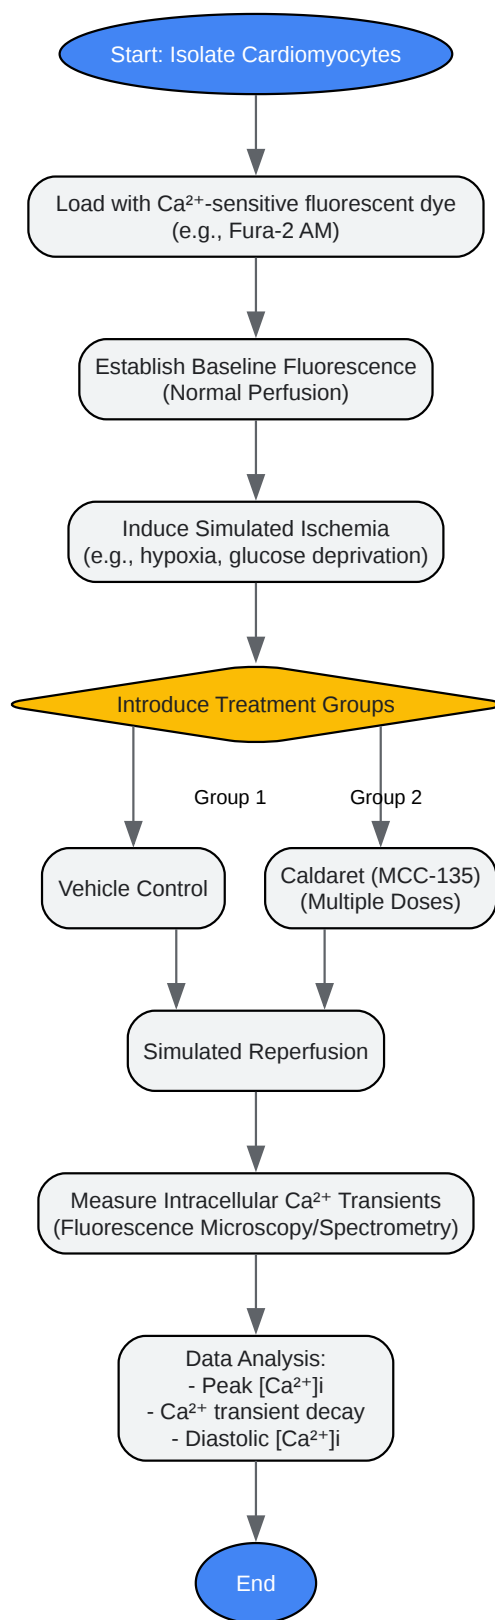 Start: Isolate Cardiomyocytes
Load with Ca²⁺-sensitive fluorescent dye
(e.g., Fura-2 AM)
Establish Baseline Fluorescence
(Normal Perfusion)
Induce Simulated Ischemia
(e.g., hypoxia, glucose deprivation)
Introduce Treatment Groups
Group 1
Group 2
Vehicle Control
Caldaret (MCC-135)
(Multiple Doses)
Simulated Reperfusion
Measure Intracellular Ca²⁺ Transients
(Fluorescence Microscopy/Spectrometry)
Data Analysis:
- Peak [Ca²⁺]i
- Ca²⁺ transient decay
- Diastolic [Ca²⁺]i
End